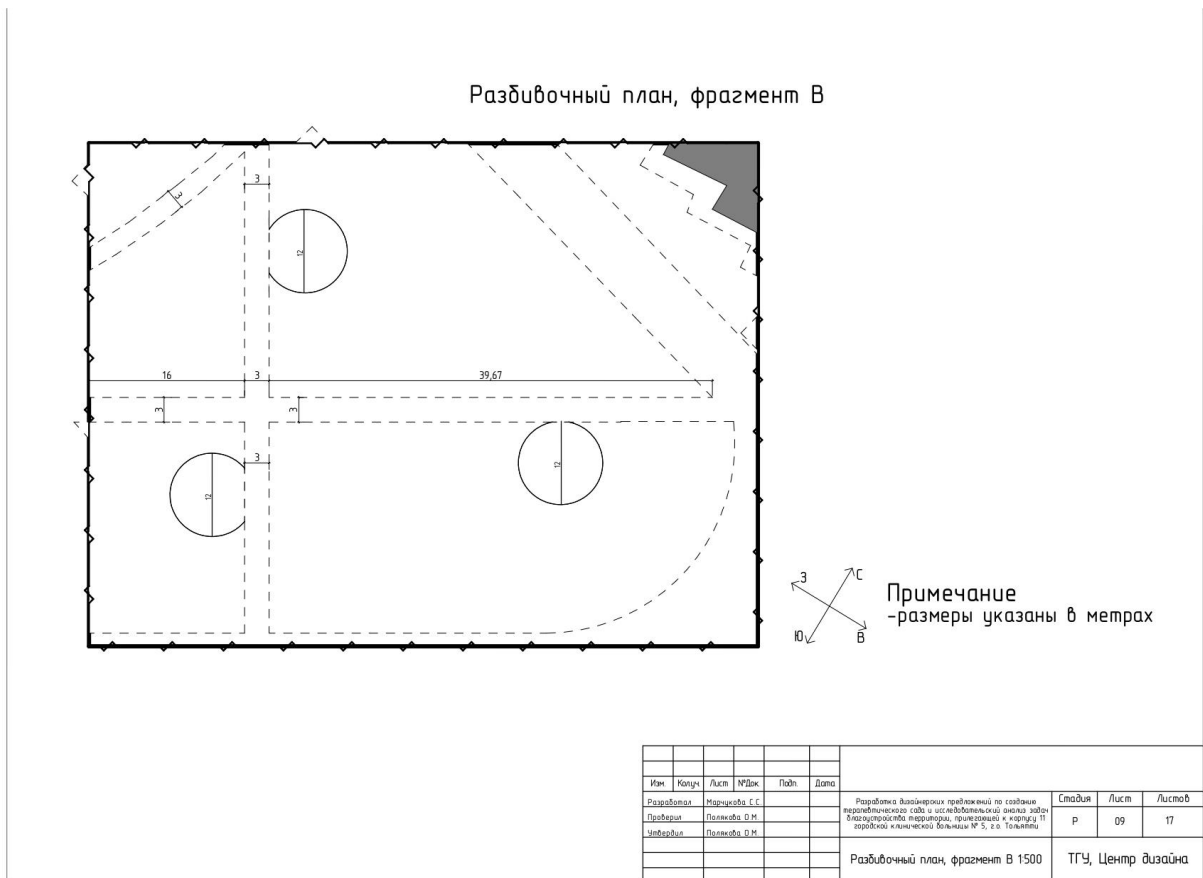 Разбивочный план, фрагмент В
3
3
12
16
3
39,67
3
3
3
12
12
З
С
Ю
В
Примечание
-размеры указаны в метрах
Изм. Колуч Лист №Док Подп. Дата
Разработал Марчукова Е.С.
Проверил Полякова О.М.
Утвердил Полякова О.М.
Разработка дизайнерских предложений по созданию
терапевтического сада и исследовательский анализ задач
благоустройства территории, прилегающей к корпусу 11
городской клинической больницы № 5, г.о. Тольятти
Стадия Лист Листов
Р 09 17
Разбивочный план, фрагмент В 1:500
ТГУ, Центр дизайна